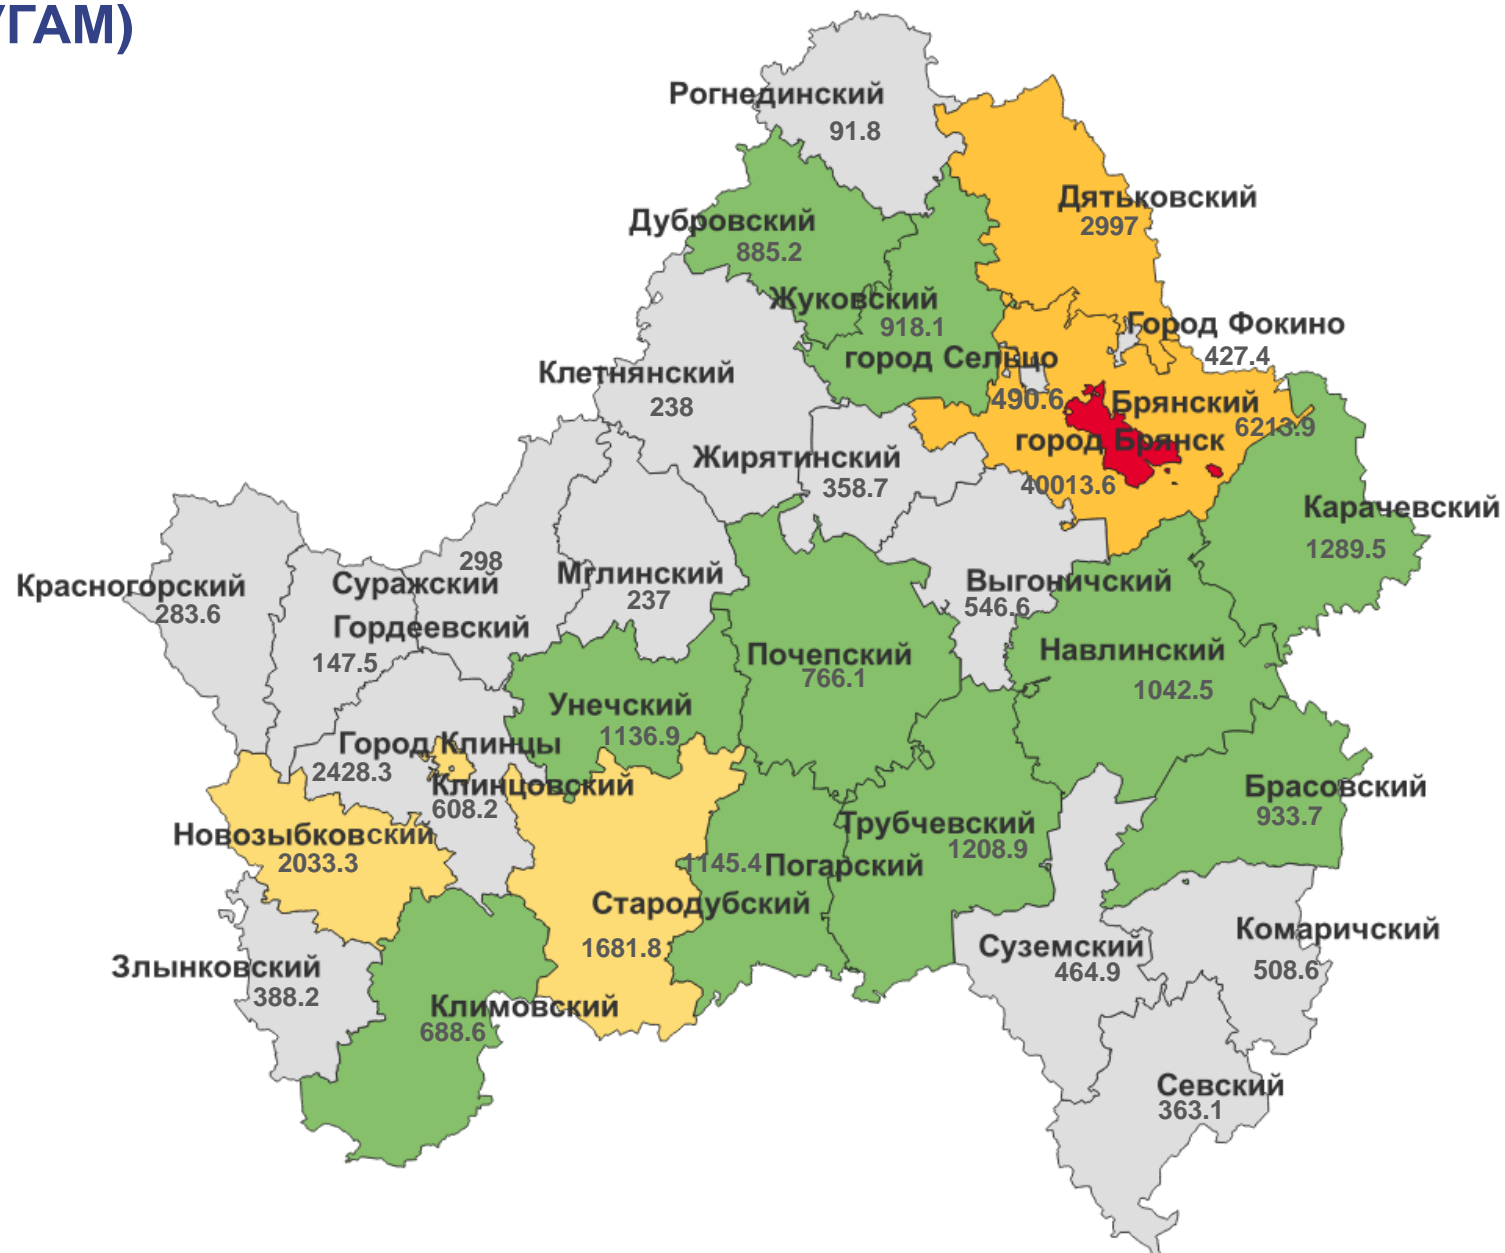 УГАМ)
Рогнединский
91.8
Дятьковский
2997
Дубровский
885.2
Жуковский
918.1
Город Фокино
427.4
город Сельцо
490.6
Клетнянский
238
Брянский
6213.9
город Брянск
40013.6
Жирятинский
358.7
Карачевский
1289.5
298
Суражский
Мглинский
237
Выгоничский
546.6
Красногорский
283.6
Гордеевский
147.5
Почепский
766.1
Навлинский
1042.5
Унечский
1136.9
Город Клинцы
2428.3
Клинцовский
608.2
Брасовский
933.7
Новозыбковский
2033.3
Трубчевский
1208.9
1145.4 Погарский
Стародубский
1681.8
Суземский
464.9
Комаричский
508.6
Злынковский
388.2
Климовский
688.6
Севский
363.1